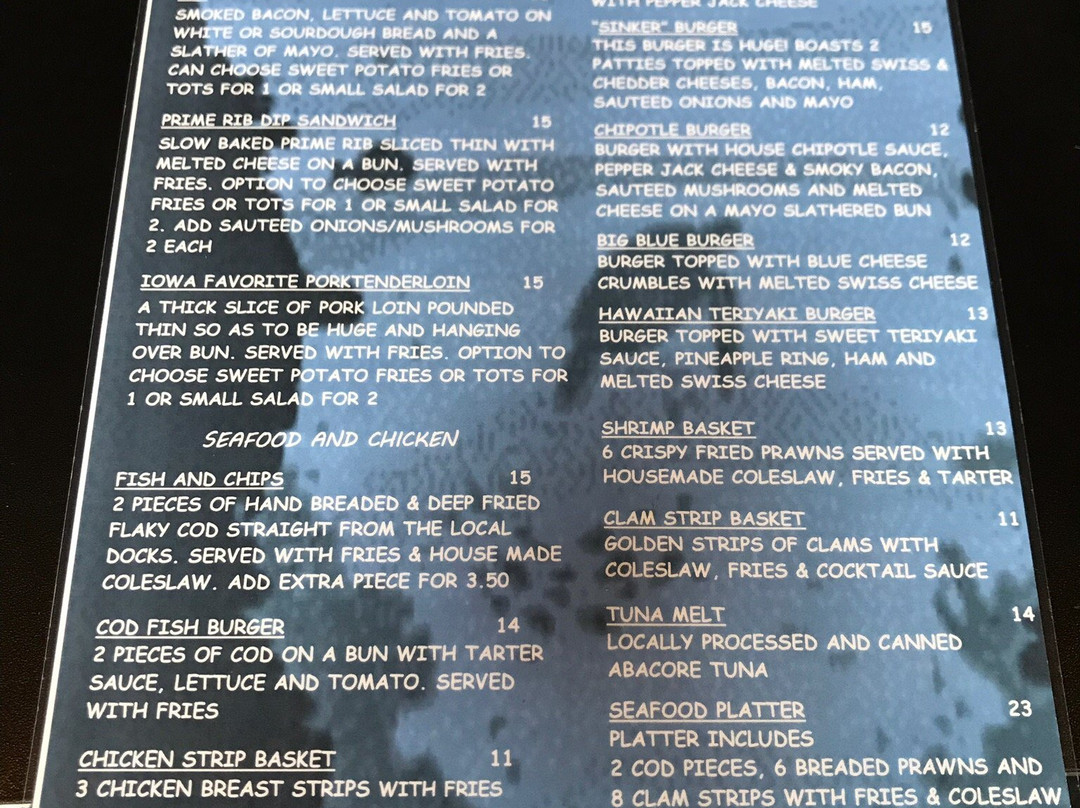 SMOKED BACON, LETTUCE AND TOMATO ON
WHITE OR SOURDOUGH BREAD AND A
SLATHER OF MAYO. SERVED WITH FRIES.
CAN CHOOSE SWEET POTATO FRIES OR
TOTS FOR 1 OR SMALL SALAD FOR 2
PRIME RIB DIP SANDWICH 15
SLOW BAKED PRIME RIB SLICED THIN WITH
MELTED CHEESE ON A BUN. SERVED WITH
FRIES. OPTION TO CHOOSE SWEET POTATO
FRIES OR TOTS FOR 1 OR SMALL SALAD FOR
2. ADD SAUTEED ONIONS/MUSHROOMS FOR
2 EACH
IOWA FAVORITE PORKTENDERLOIN 15
A THICK SLICE OF PORK LOIN POUNDED
THIN SO AS TO BE HUGE AND HANGING
OVER BUN. SERVED WITH FRIES. OPTION TO
CHOOSE SWEET POTATO FRIES OR TOTS FOR
1 OR SMALL SALAD FOR 2
SEAFOOD AND CHICKEN
FISH AND CHIPS 15
2 PIECES OF HAND BREADED & DEEP FRIED
FLAKY COD STRAIGHT FROM THE LOCAL
DOCKS. SERVED WITH FRIES & HOUSE MADE
COLESLAW. ADD EXTRA PIECE FOR 3.50
COD FISH BURGER 14
2 PIECES OF COD ON A BUN WITH TARTER
SAUCE, LETTUCE AND TOMATO. SERVED
WITH FRIES
CHICKEN STRIP BASKET 11
3 CHICKEN BREAST STRIPS WITH FRIES
WITH PEPPER JACK CHEESE
"SINKER" BURGER 15
THIS BURGER IS HUGE! BOASTS 2
PATTIES TOPPED WITH MELTED SWISS &
CHEDDER CHEESES, BACON, HAM,
SAUTEED ONIONS AND MAYO
CHIPOTLE BURGER 12
BURGER WITH HOUSE CHIPOTLE SAUCE,
PEPPER JACK CHEESE & SMOKY BACON,
SAUTEED MUSHROOMS AND MELTED
CHEESE ON A MAYO SLATHERED BUN
BIG BLUE BURGER 12
BURGER TOPPED WITH BLUE CHEESE
CRUMBLES WITH MELTED SWISS CHEESE
HAWAIIAN TERIYAKI BURGER 13
BURGER TOPPED WITH SWEET TERIYAKI
SAUCE, PINEAPPLE RING, HAM AND
MELTED SWISS CHEESE
SHRIMP BASKET 13
6 CRISPY FRIED PRAWNS SERVED WITH
HOUSEMADE COLESLAW, FRIES & TARTER
CLAM STRIP BASKET 11
GOLDEN STRIPS OF CLAMS WITH
COLESLAW, FRIES & COCKTAIL SAUCE
TUNA MELT 14
LOCALLY PROCESSED AND CANNED
ABACORE TUNA
SEAFOOD PLATTER 23
PLATTER INCLUDES
2 COD PIECES, 6 BREADED PRAWNS AND
8 CLAM STRIPS WITH FRIES & COLESLAW